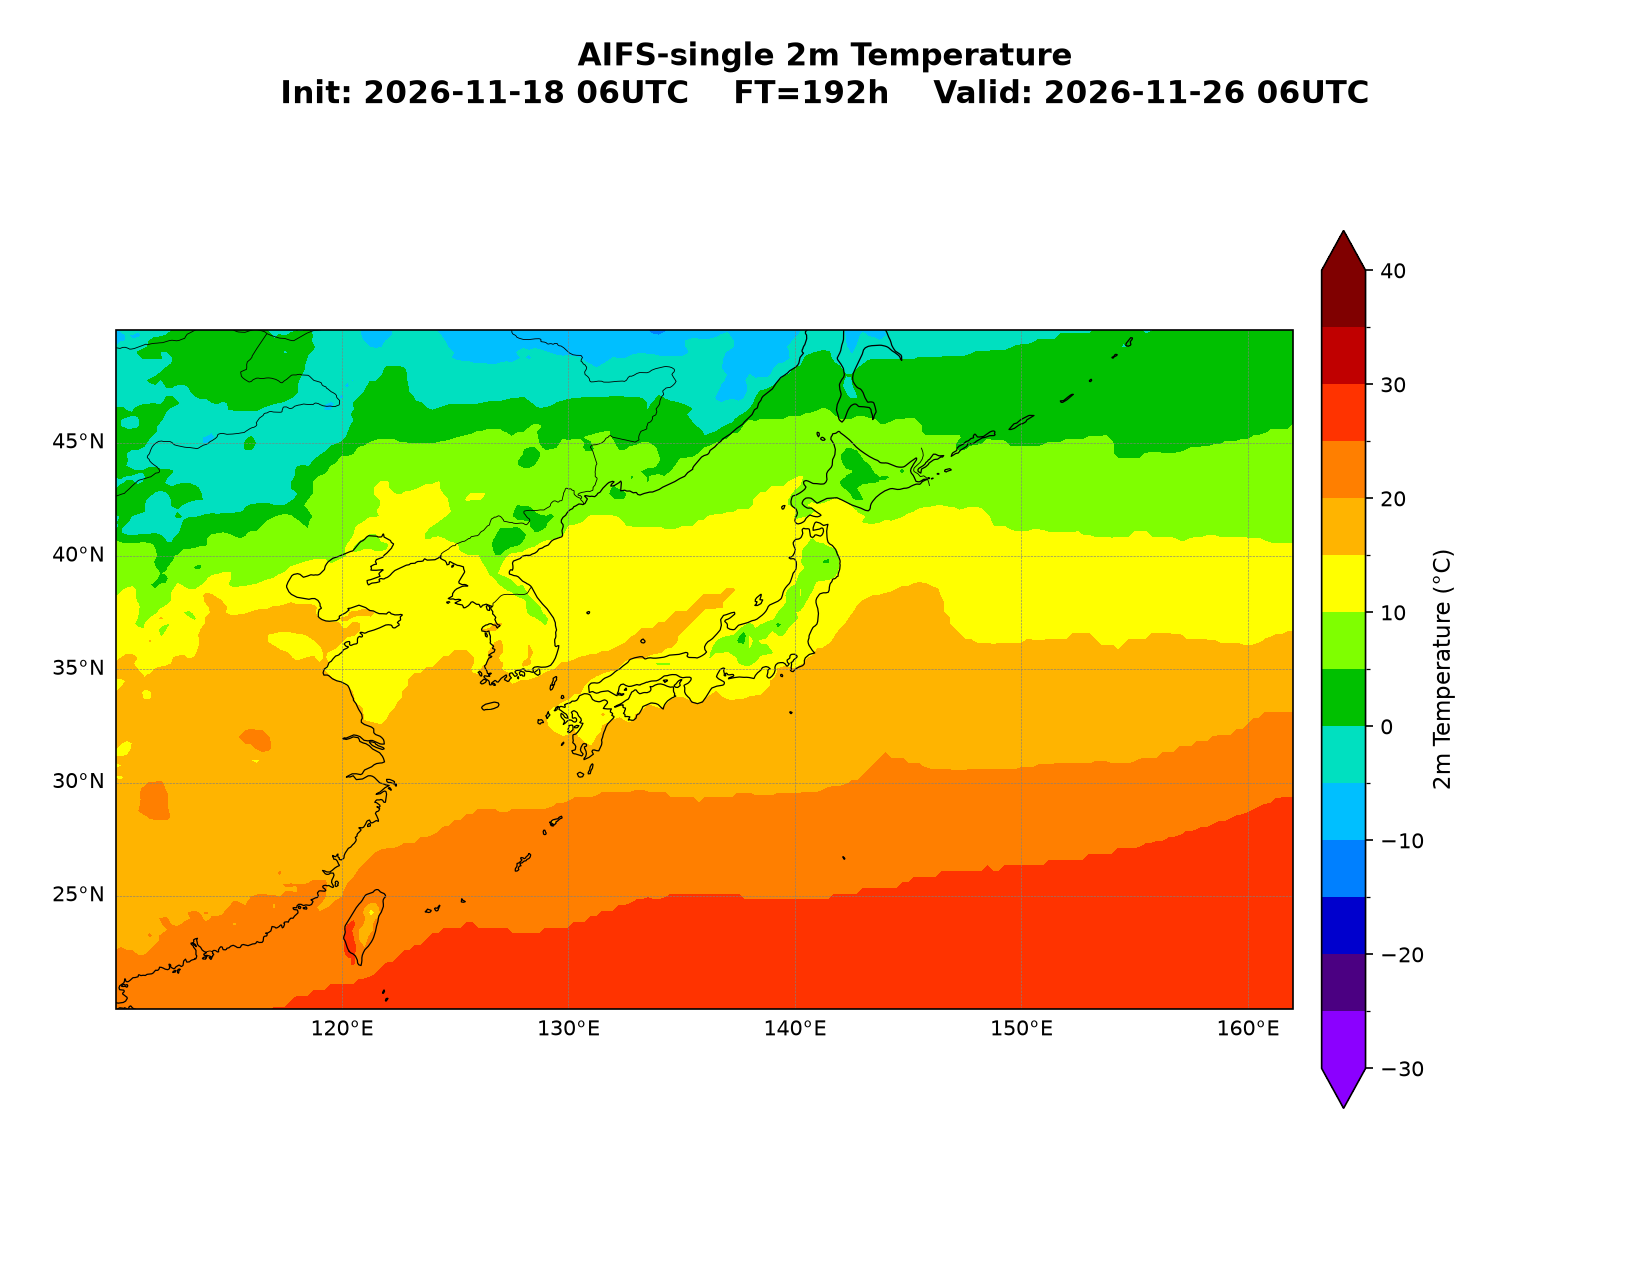 AIFS-single 2m Temperature
Init: 2026-11-18 06UTC    FT=192h    Valid: 2026-11-26 06UTC
45°N
40°N
35°N
30°N
25°N
120°E
130°E
140°E
150°E
160°E
40
30
20
10
0
−10
−20
−30
2m Temperature (°C)